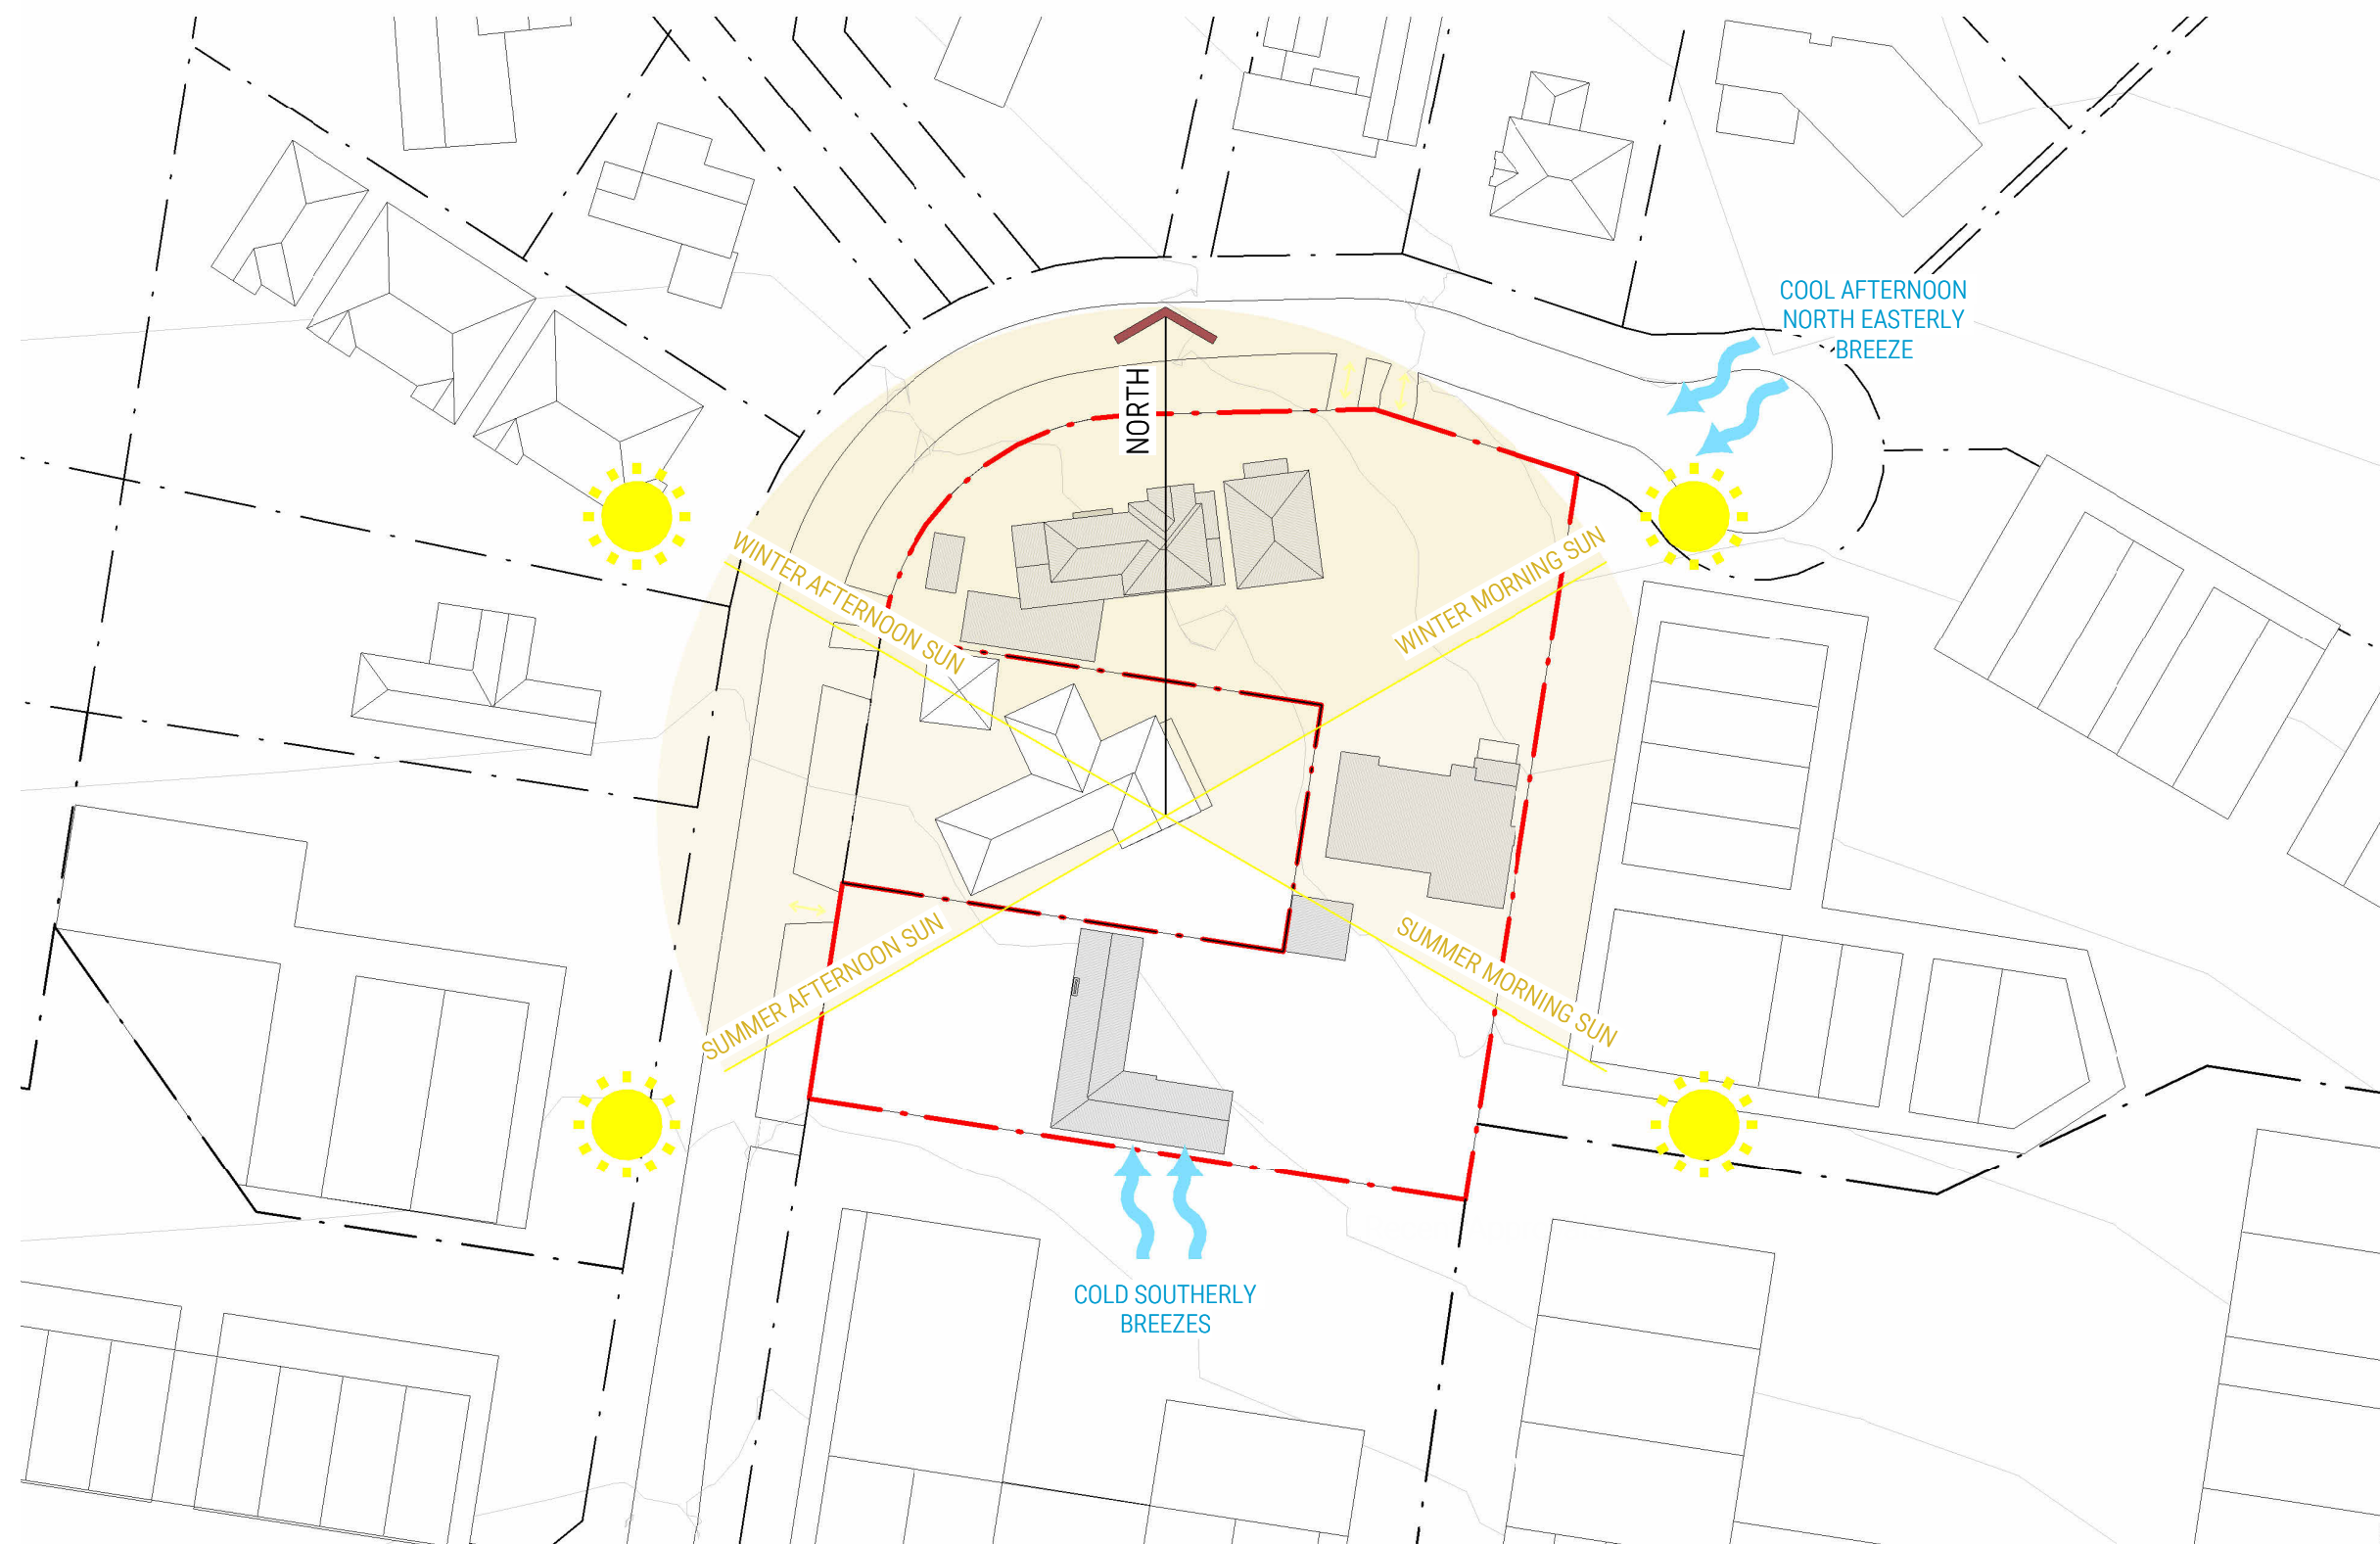 COOL AFTERNOON
NORTH EASTERLY
BREEZE
NORTH
WINTER AFTERNOON SUN
WINTER MORNING SUN
SUMMER AFTERNOON SUN
SUMMER MORNING SUN
COLD SOUTHERLY
BREEZES